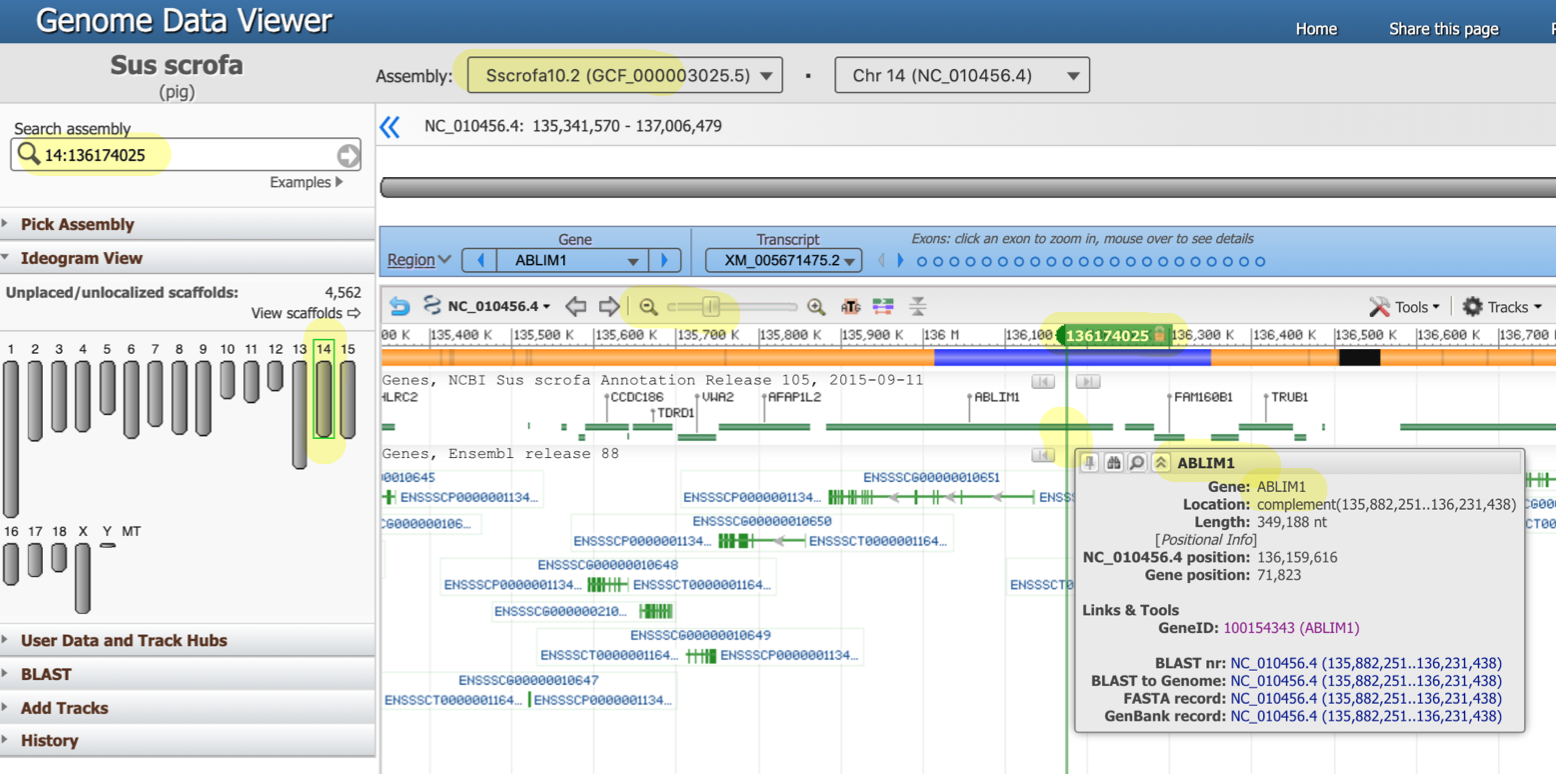 Genome Data Viewer
Home Share this page
Sus scrofa
(pig)
Assembly: Sscrofa10.2 (GCF_000003025.5) · Chr 14 (NC_010456.4)
Search assembly
14:136174025
Examples
NC_010456.4: 135,341,570 - 137,006,479
Pick Assembly
Ideogram View
Unplaced/unlocalized scaffolds: 4,562
View scaffolds
1 2 3 4 5 6 7 8 9 10 11 12 13 14 15
16 17 18 X Y MT
User Data and Track Hubs
BLAST
Add Tracks
History
Gene Transcript Exons: click an exon to zoom in, mouse over to see details
Region ABLIM1 XM_005671475.2
NC_010456.4 ATG Tools Tracks
00 K 135,400 K 135,500 K 135,600 K 135,700 K 135,800 K 135,900 K 136 M 136,100 136174025 136,300 K 136,400 K 136,500 K 136,600 K 136,700
Genes, NCBI Sus scrofa Annotation Release 105, 2015-09-11
HLRC2 CCDC186 VWA2 AFAP1L2 ABLIM1 FAM160B1 TRUB1
TDRD1
Genes, Ensembl release 88
00010645 ENSSSCG00000010651
ENSSSCP0000001134... ENSSSCP0000001134... ENSS
CG000000106... ENSSSCG00000010650
ENSSSCP0000001134... ENSSSCT0000001164...
ENSSSCG00000010648
ENSSSCP0000001134... ENSSSCT0000001164... ENSSSCT0
ENSSSCG000000210...
ENSSSCG00000010649
ENSSSCT0000001164... ENSSSCP0000001134...
ENSSSCG00000010647
ENSSSCT0000001164... ENSSSCP0000001134...
ABLIM1
Gene: ABLIM1
Location: complement(135,882,251..136,231,438)
Length: 349,188 nt
[Positional Info]
NC_010456.4 position: 136,159,616
Gene position: 71,823
Links & Tools
GeneID: 100154343 (ABLIM1)
BLAST nr: NC_010456.4 (135,882,251..136,231,438)
BLAST to Genome: NC_010456.4 (135,882,251..136,231,438)
FASTA record: NC_010456.4 (135,882,251..136,231,438)
GenBank record: NC_010456.4 (135,882,251..136,231,438)